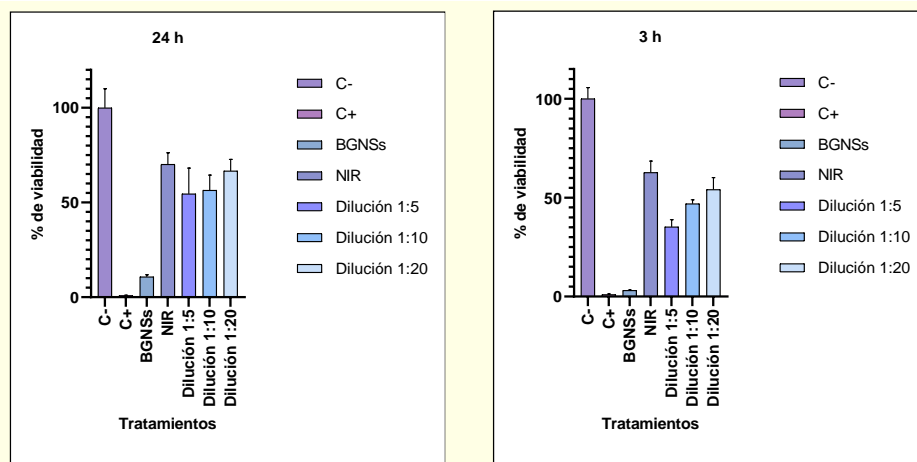 24 h
% de viabilidad
100
50
0
C-
C+
BGNSs
NIR
Dilución 1:5
Dilución 1:10
Dilución 1:20
Tratamientos
C-
C+
BGNSs
NIR
Dilución 1:5
Dilución 1:10
Dilución 1:20
3 h
% de viabilidad
100
50
0
C-
C+
BGNSs
NIR
Dilución 1:5
Dilución 1:10
Dilución 1:20
Tratamientos
C-
C+
BGNSs
NIR
Dilución 1:5
Dilución 1:10
Dilución 1:20